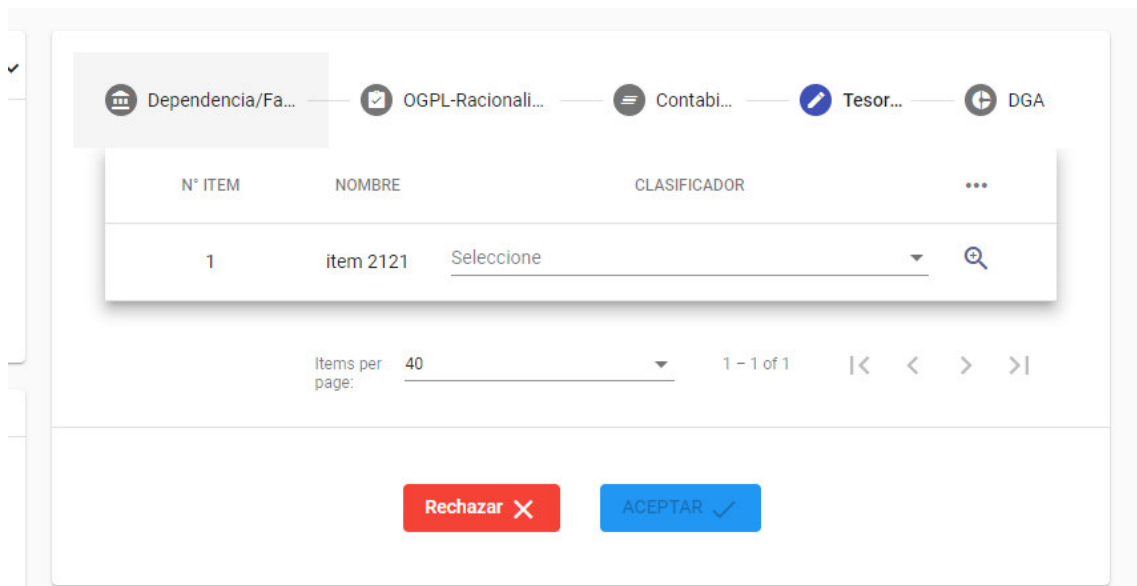 Dependencia/Fa... OGPL-Racionali... Contabi... Tesor... DGA
N° ITEM NOMBRE CLASIFICADOR
1 item 2121 Seleccione
Items per page: 40 1 – 1 of 1
Rechazar ACEPTAR